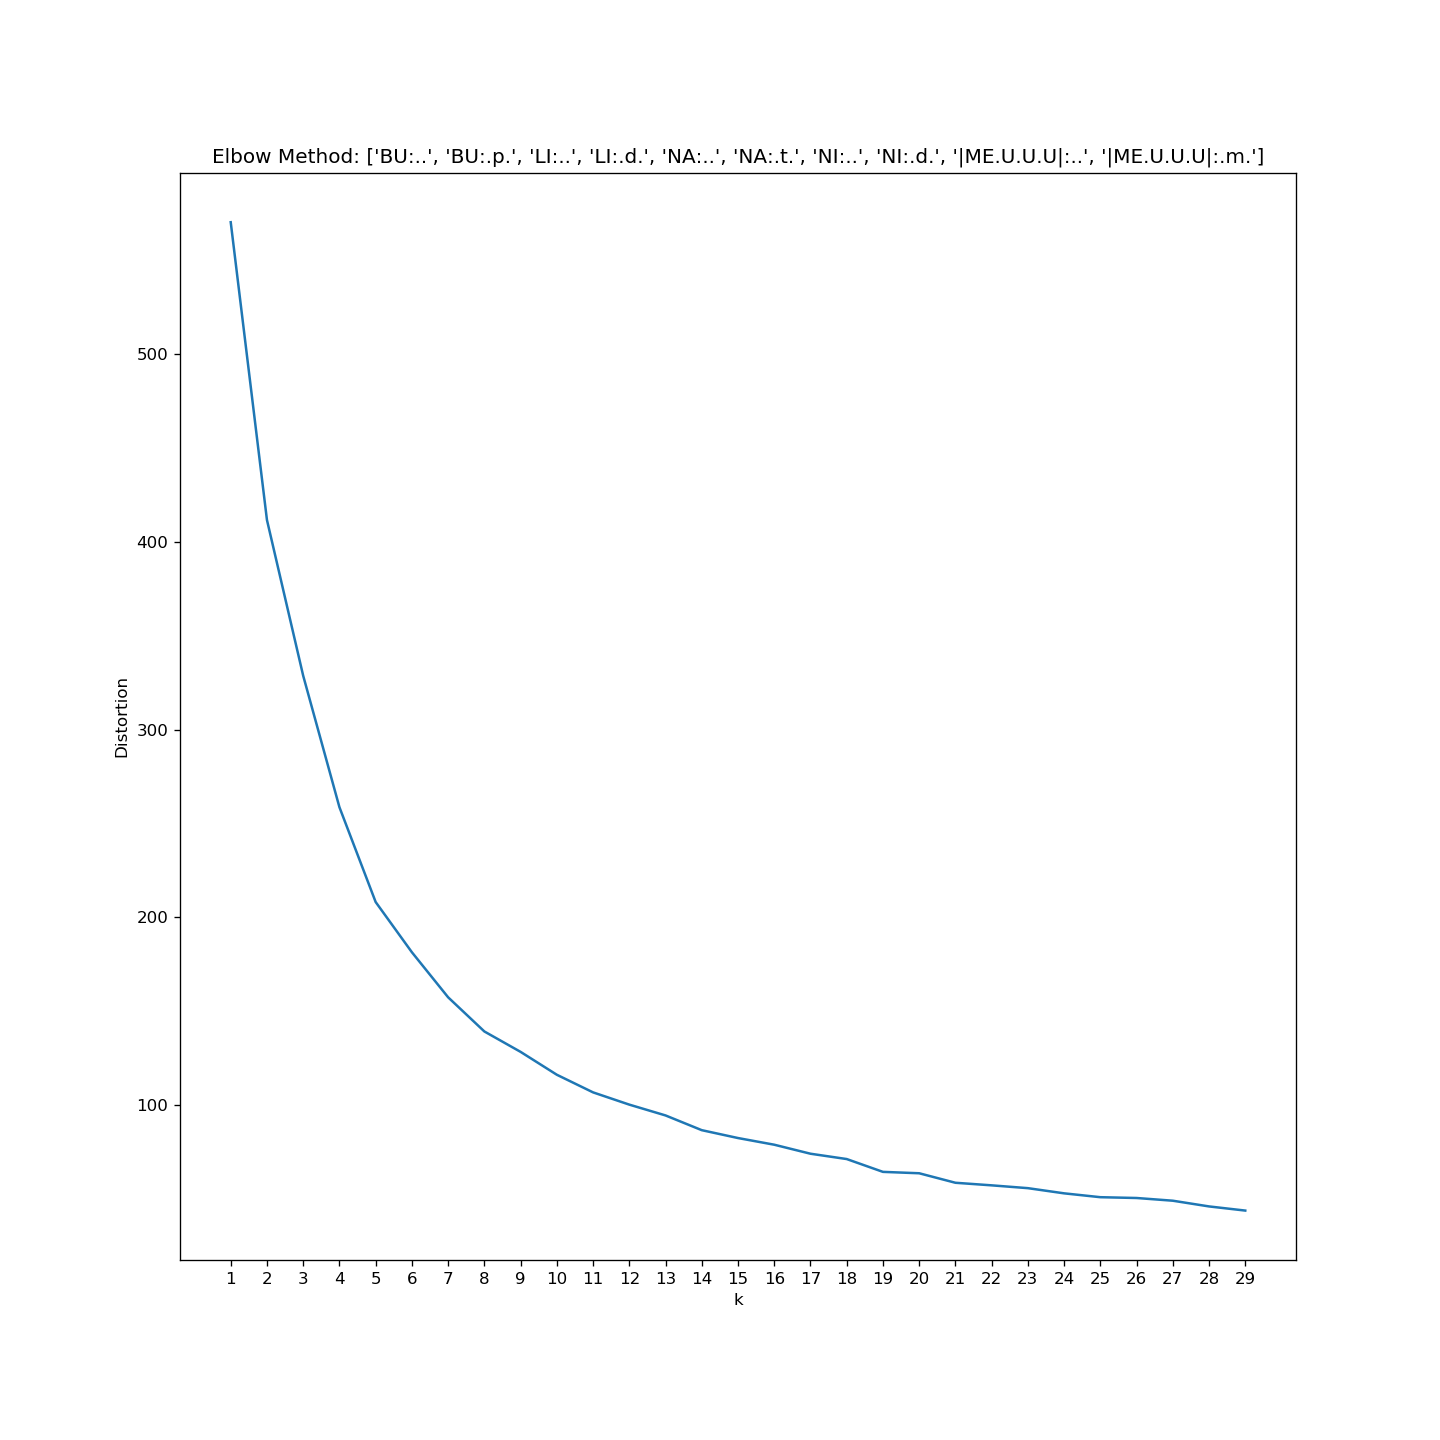 Elbow Method: ['BU:..', 'BU:.p.', 'LI:..', 'LI:.d.', 'NA:..', 'NA:.t.', 'NI:..', 'NI:.d.', '|ME.U.U.U|:..', '|ME.U.U.U|:.m.']
500
400
300
200
100
Distortion
1 2 3 4 5 6 7 8 9 10 11 12 13 14 15 16 17 18 19 20 21 22 23 24 25 26 27 28 29
k